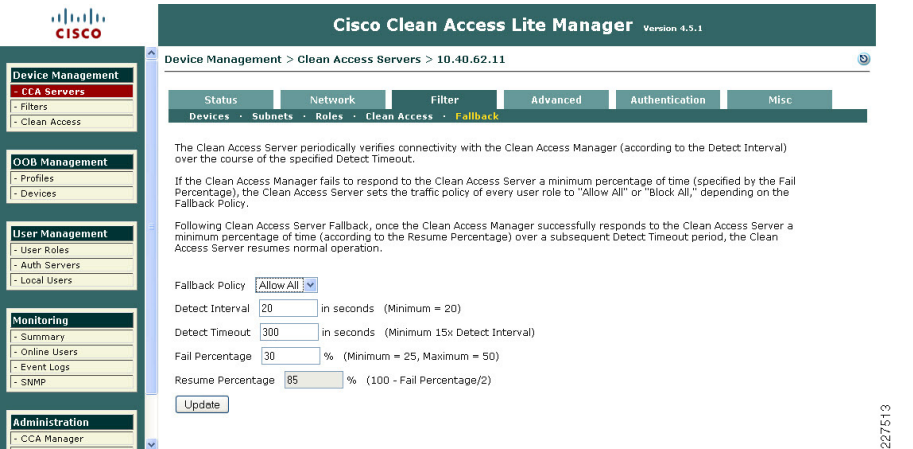 CISCO
Cisco Clean Access Lite Manager Version 4.5.1
Device Management
- CCA Servers
- Filters
- Clean Access
OOB Management
- Profiles
- Devices
User Management
- User Roles
- Auth Servers
- Local Users
Monitoring
- Summary
- Online Users
- Event Logs
- SNMP
Administration
- CCA Manager
Device Management > Clean Access Servers > 10.40.62.11
Status Network Filter Advanced Authentication Misc
Devices · Subnets · Roles · Clean Access · Fallback
The Clean Access Server periodically verifies connectivity with the Clean Access Manager (according to the Detect Interval)
over the course of the specified Detect Timeout.
If the Clean Access Manager fails to respond to the Clean Access Server a minimum percentage of time (specified by the Fail
Percentage), the Clean Access Server sets the traffic policy of every user role to "Allow All" or "Block All," depending on the
Fallback Policy.
Following Clean Access Server Fallback, once the Clean Access Manager successfully responds to the Clean Access Server a
minimum percentage of time (according to the Resume Percentage) over a subsequent Detect Timeout period, the Clean
Access Server resumes normal operation.
Fallback Policy Allow All
Detect Interval 20 in seconds (Minimum = 20)
Detect Timeout 300 in seconds (Minimum 15x Detect Interval)
Fail Percentage 30 % (Minimum = 25, Maximum = 50)
Resume Percentage 85 % (100 - Fail Percentage/2)
Update
227513